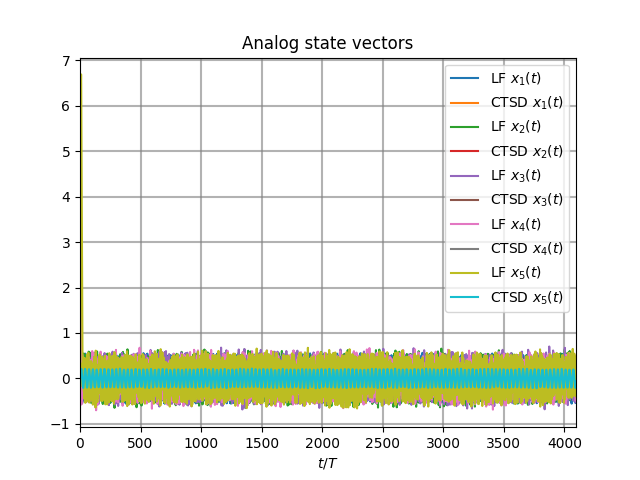 Analog state vectors
7
6
5
4
3
2
1
0
−1
0 500 1000 1500 2000 2500 3000 3500 4000
t/T
LF x₁(t)
CTSD x₁(t)
LF x₂(t)
CTSD x₂(t)
LF x₃(t)
CTSD x₃(t)
LF x₄(t)
CTSD x₄(t)
LF x₅(t)
CTSD x₅(t)